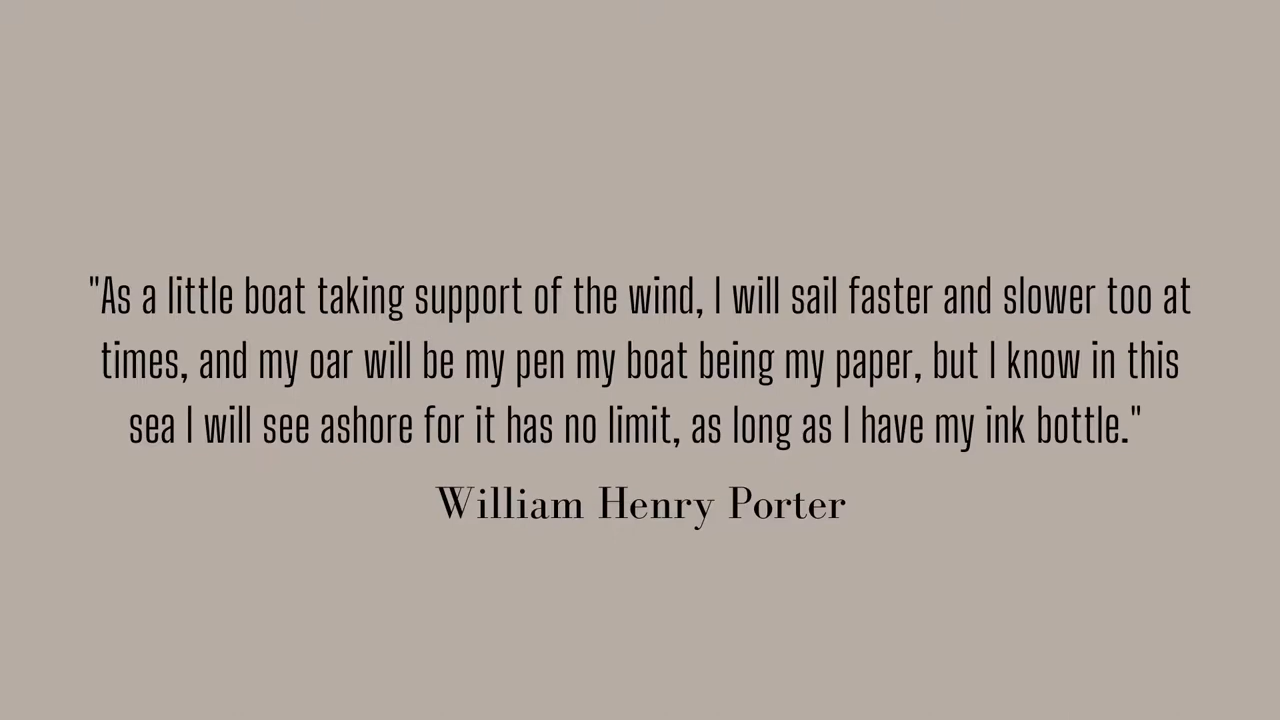 "As a little boat taking support of the wind, I will sail faster and slower too at
times, and my oar will be my pen my boat being my paper, but I know in this
sea I will see ashore for it has no limit, as long as I have my ink bottle."
William Henry Porter